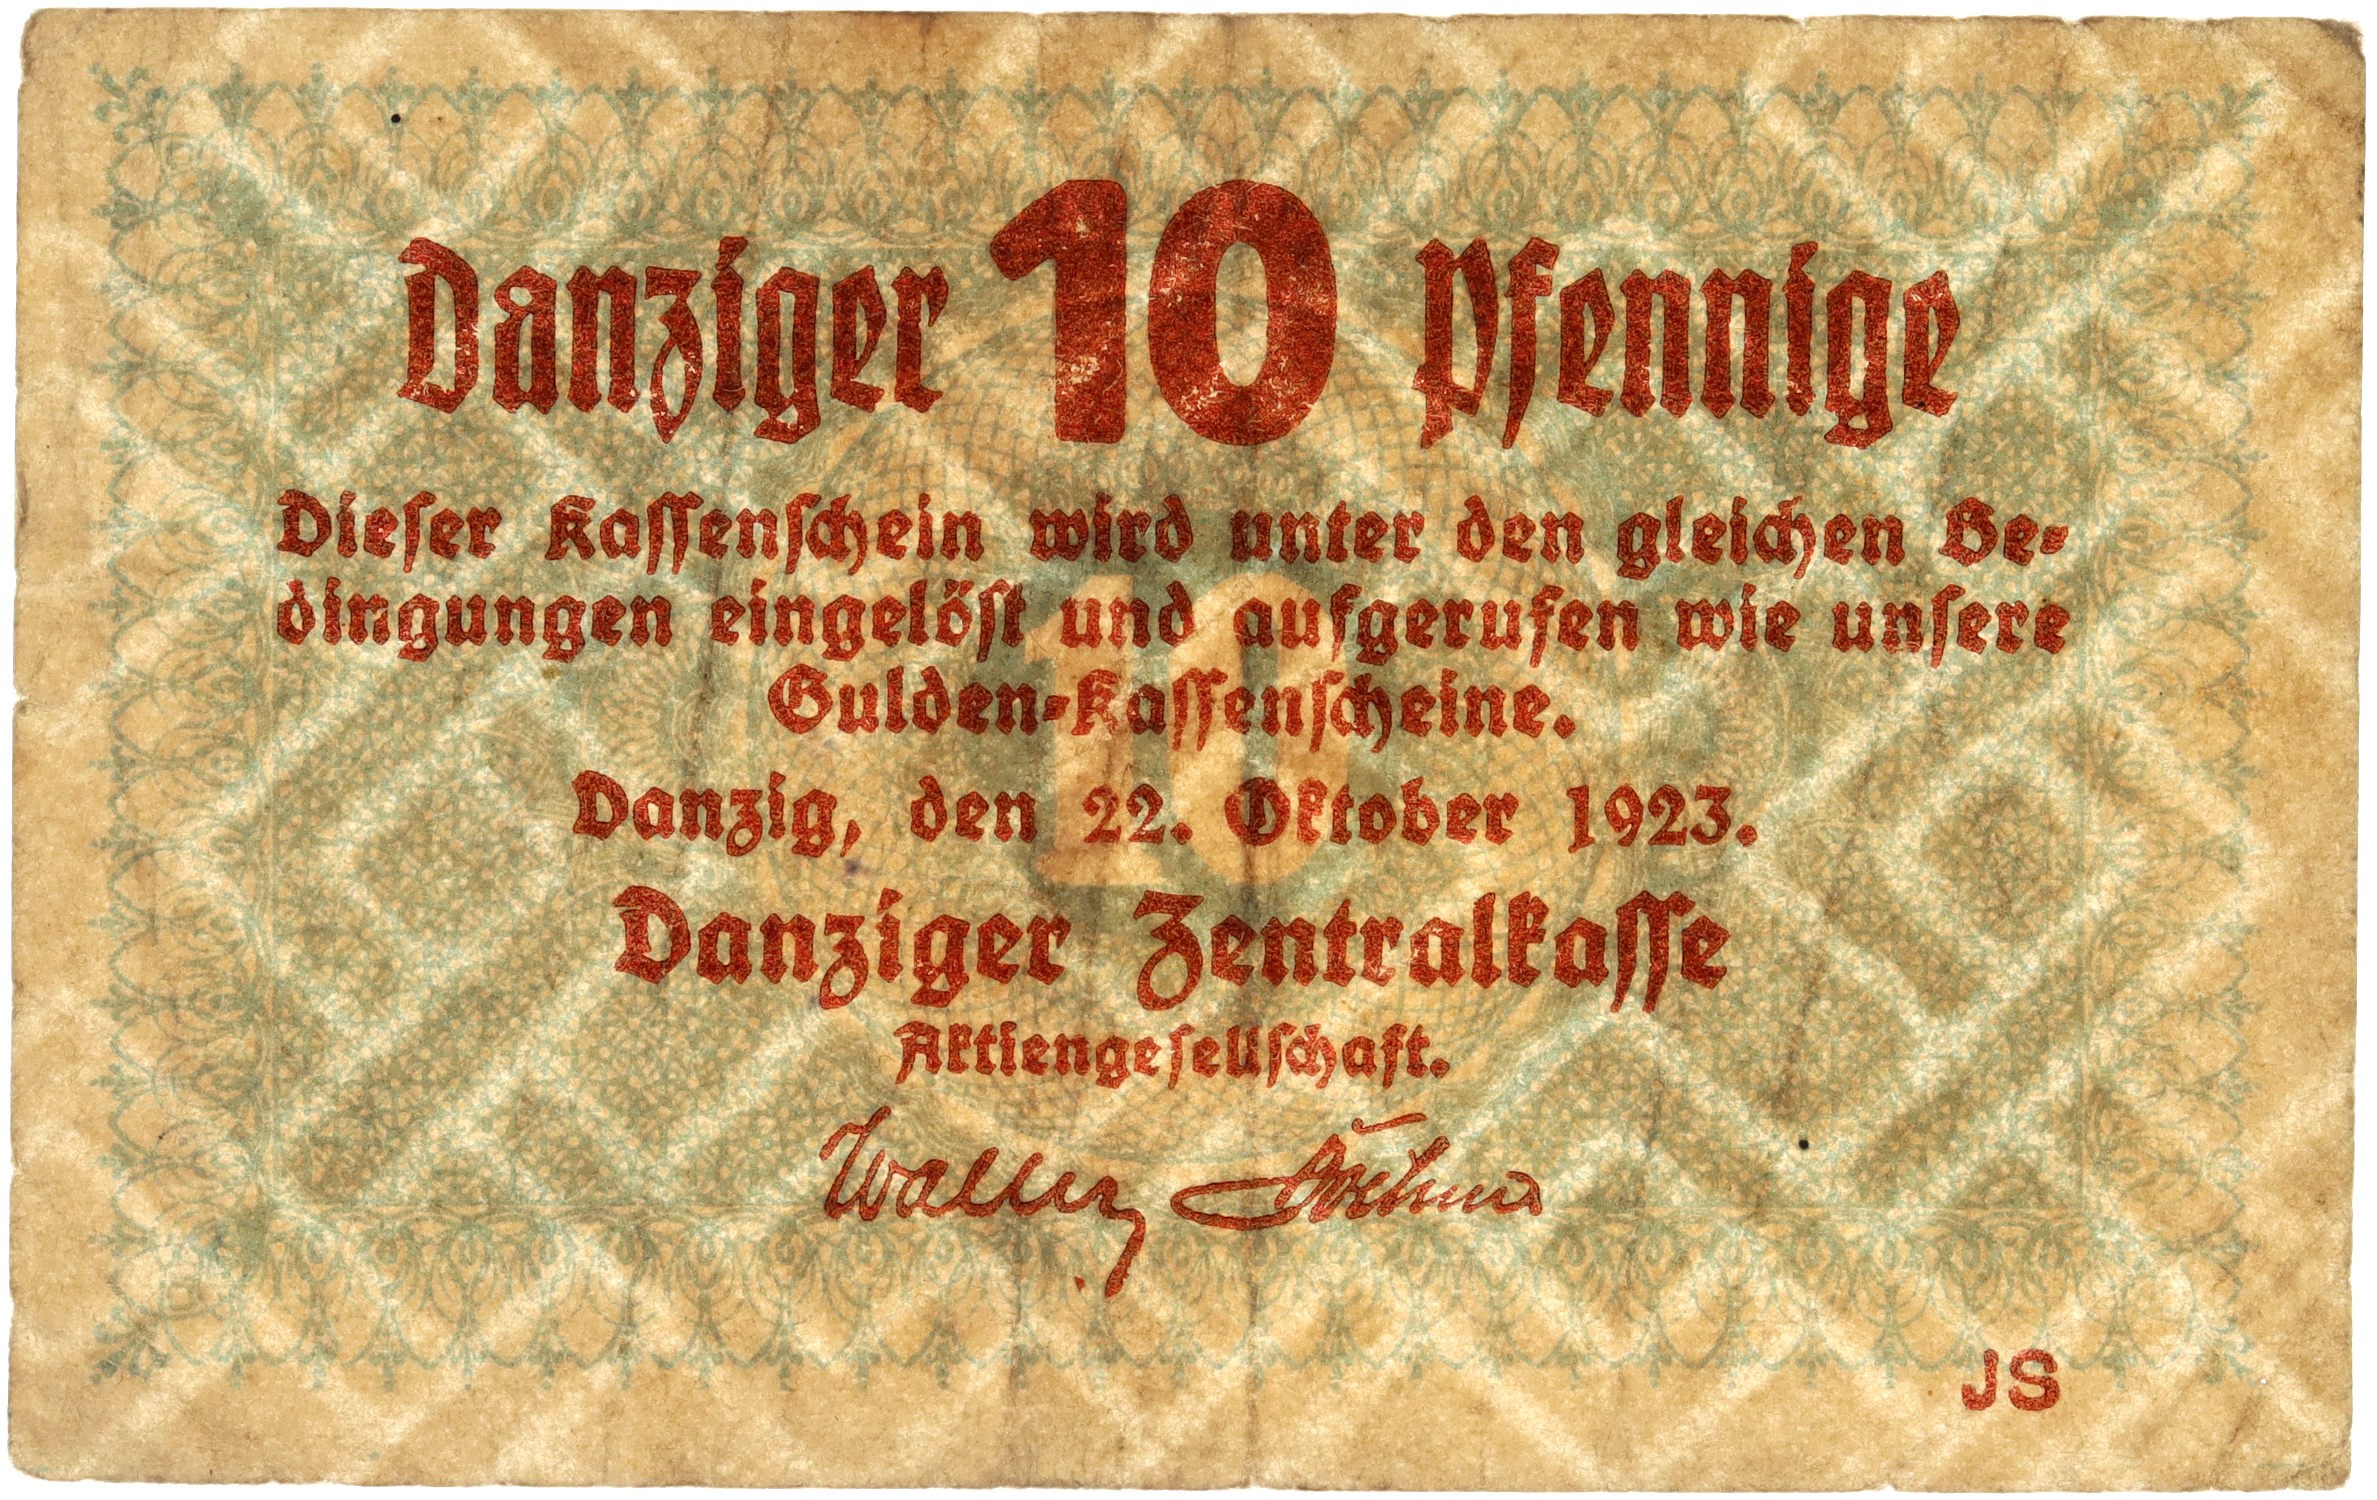 Danziger 10 Pfennige
Dieser Kassenschein wird unter den gleichen Be-
dingungen eingelöst und aufgerufen wie unsere
Gulden-Kassenscheine.
10
Danzig, den 22. Oktober 1923.
Danziger Zentralkasse
Aktiengesellschaft.
JS